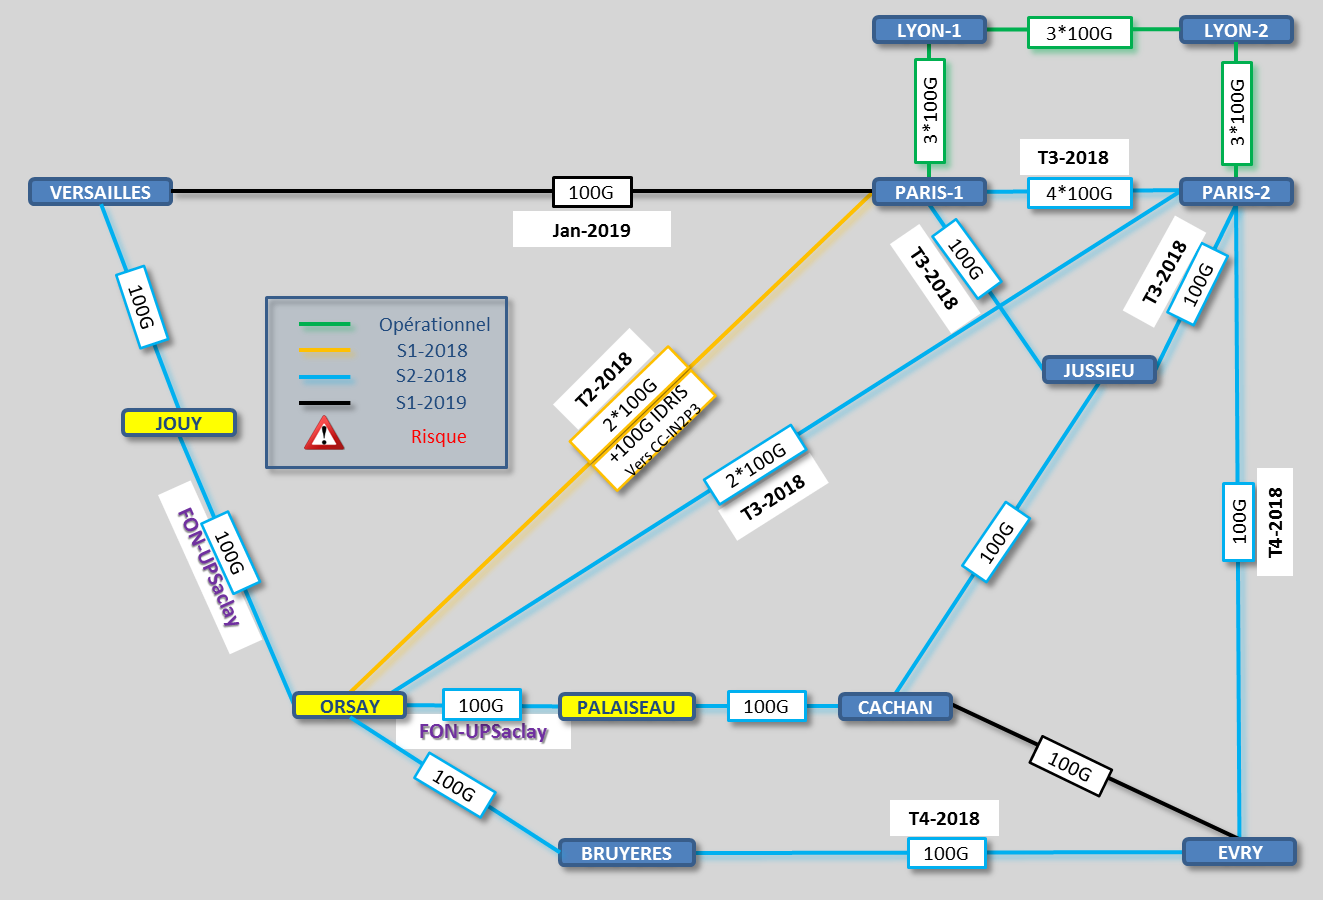 LYON-1
3*100G
LYON-2
3*100G
3*100G
T3-2018
VERSAILLES
100G
PARIS-1
4*100G
PARIS-2
Jan-2019
100G
T3-2018
T3-2018
100G
100G
Opérationnel
S1-2018
S2-2018
S1-2019
Risque
T2-2018
2*100G
+100G IDRIS
Vers CC-IN2P3
JUSSIEU
JOUY
2*100G
T3-2018
100G
FON-UPSaclay
100G
100G
T4-2018
ORSAY
100G
PALAISEAU
100G
CACHAN
FON-UPSaclay
100G
100G
T4-2018
BRUYERES
100G
EVRY